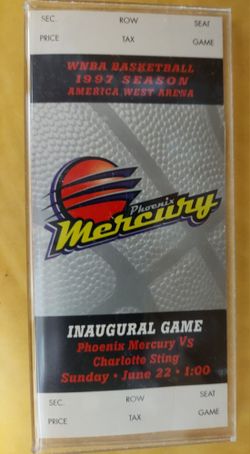 SEC. ROW SEAT
PRICE TAX GAME
WNBA BASKETBALL
1997 SEASON
AMERICA WEST ARENA
Phoenix
Mercury
INAUGURAL GAME
Phoenix Mercury VS
Charlotte Sting
Sunday • June 22 • 1:00
SEC. ROW SEAT
PRICE TAX GAME